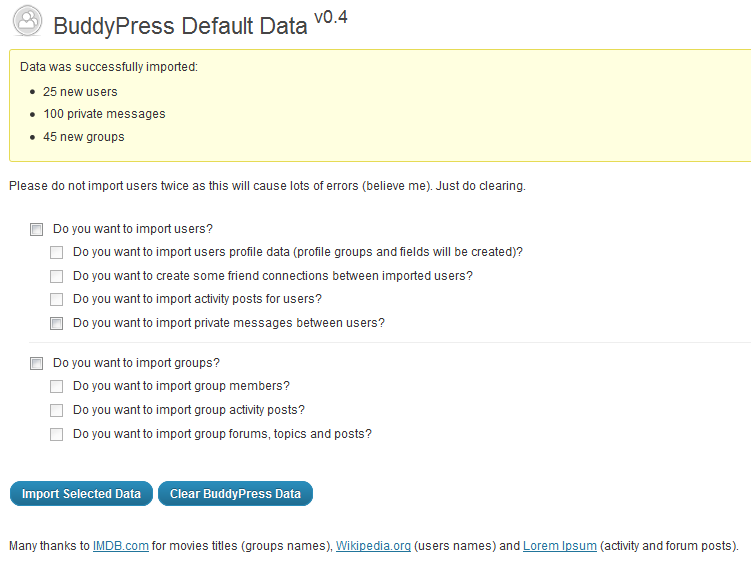 BuddyPress Default Data v0.4
Data was successfully imported:
25 new users
100 private messages
45 new groups
Please do not import users twice as this will cause lots of errors (believe me). Just do clearing.
Do you want to import users?
Do you want to import users profile data (profile groups and fields will be created)?
Do you want to create some friend connections between imported users?
Do you want to import activity posts for users?
Do you want to import private messages between users?
Do you want to import groups?
Do you want to import group members?
Do you want to import group activity posts?
Do you want to import group forums, topics and posts?
Import Selected Data Clear BuddyPress Data
Many thanks to IMDB.com for movies titles (groups names), Wikipedia.org (users names) and Lorem Ipsum (activity and forum posts).